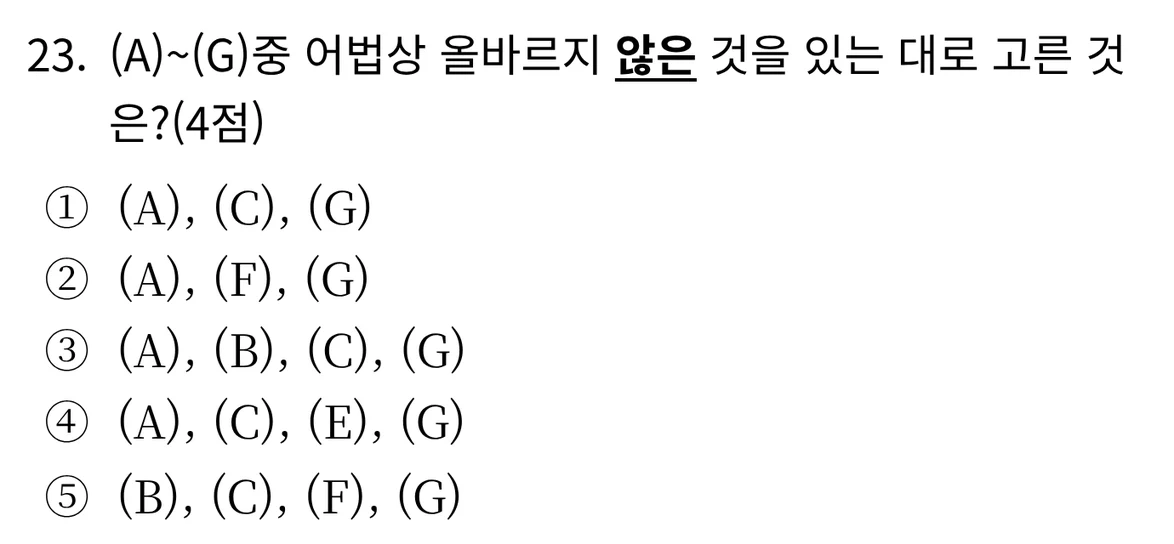 23. (A)~(G)중 어법상 올바르지 않은 것을 있는 대로 고른 것
은?(4점)
① (A), (C), (G)
② (A), (F), (G)
③ (A), (B), (C), (G)
④ (A), (C), (E), (G)
⑤ (B), (C), (F), (G)